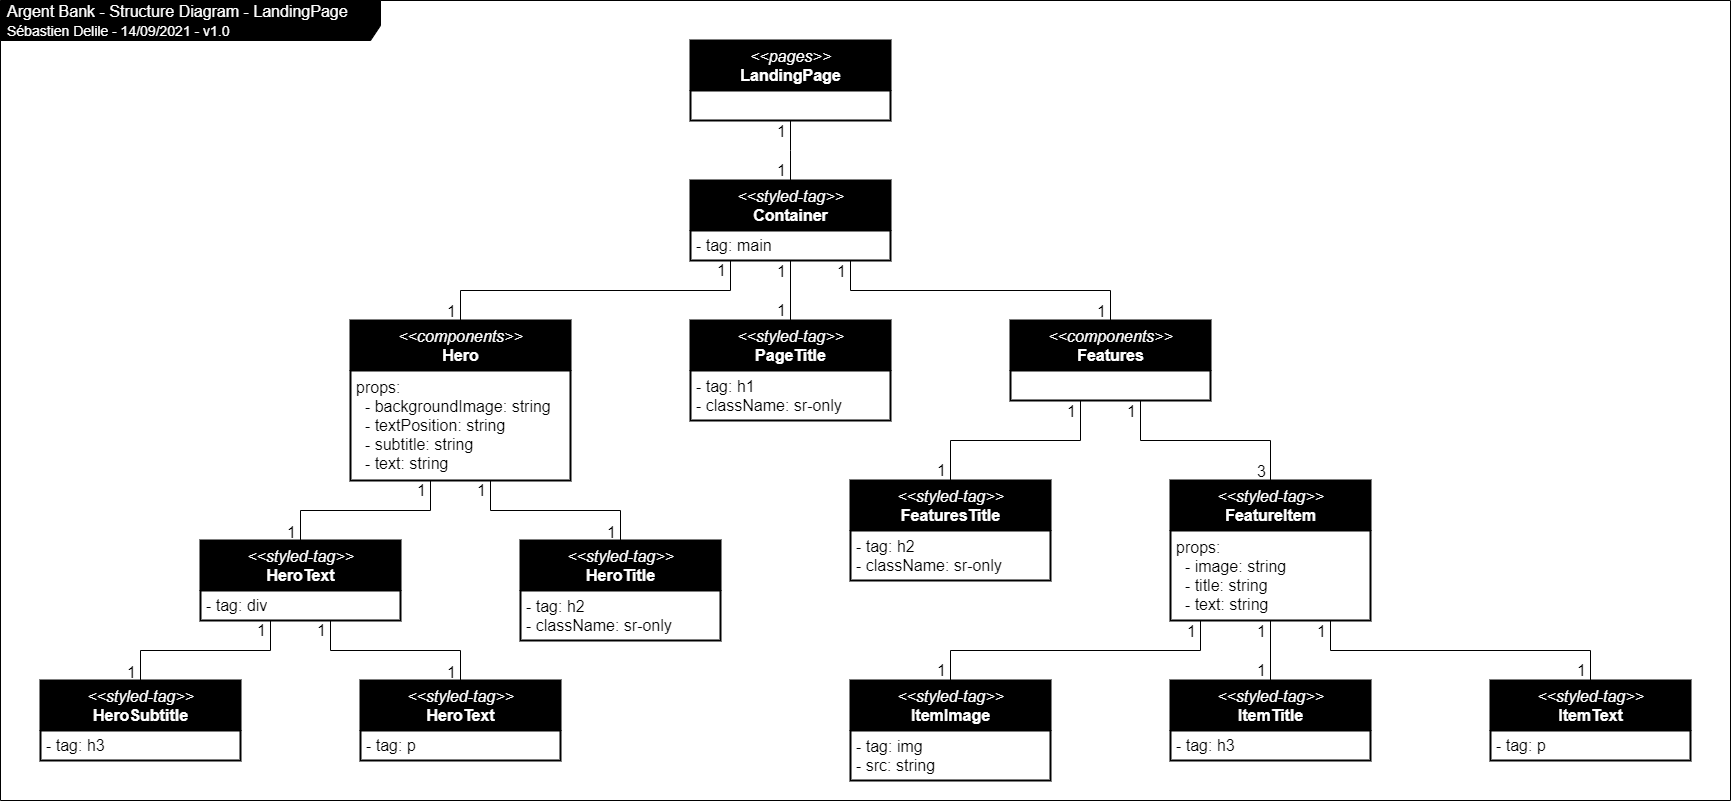 Argent Bank - Structure Diagram - LandingPage
Sébastien Delile - 14/09/2021 - v1.0
<<pages>>
LandingPage
1
1
<<styled-tag>>
Container
- tag: main
1
1
1
1
1
1
<<components>>
Hero
props:
- backgroundImage: string
- textPosition: string
- subtitle: string
- text: string
<<styled-tag>>
PageTitle
- tag: h1
- className: sr-only
<<components>>
Features
1
1
1
3
1
1
1
1
<<styled-tag>>
FeaturesTitle
- tag: h2
- className: sr-only
<<styled-tag>>
FeatureItem
props:
- image: string
- title: string
- text: string
<<styled-tag>>
HeroText
- tag: div
<<styled-tag>>
HeroTitle
- tag: h2
- className: sr-only
1
1
1
1
1
1
1
1
1
1
<<styled-tag>>
HeroSubtitle
- tag: h3
<<styled-tag>>
HeroText
- tag: p
<<styled-tag>>
ItemImage
- tag: img
- src: string
<<styled-tag>>
ItemTitle
- tag: h3
<<styled-tag>>
ItemText
- tag: p